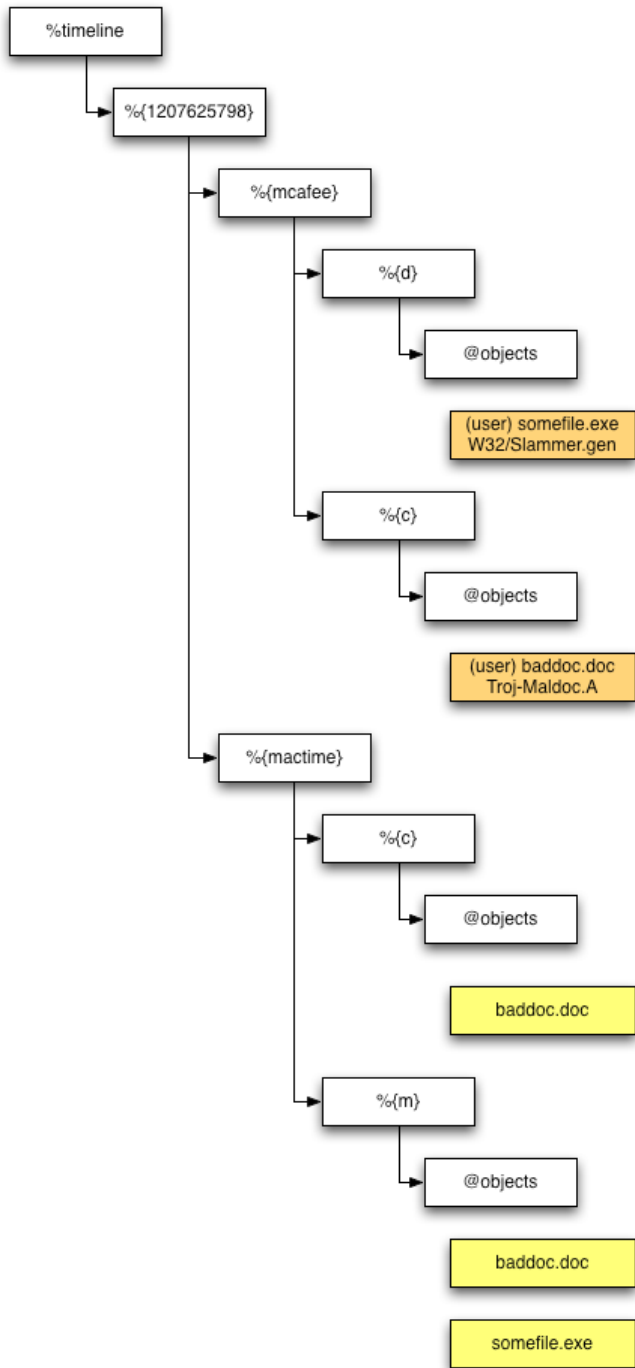 %timeline
%{1207625798}
%{mcafee}
%{d}
@objects
(user) somefile.exe
W32/Slammer.gen
%{c}
@objects
(user) baddoc.doc
Troj-Maldoc.A
%{mactime}
%{c}
@objects
baddoc.doc
%{m}
@objects
baddoc.doc
somefile.exe